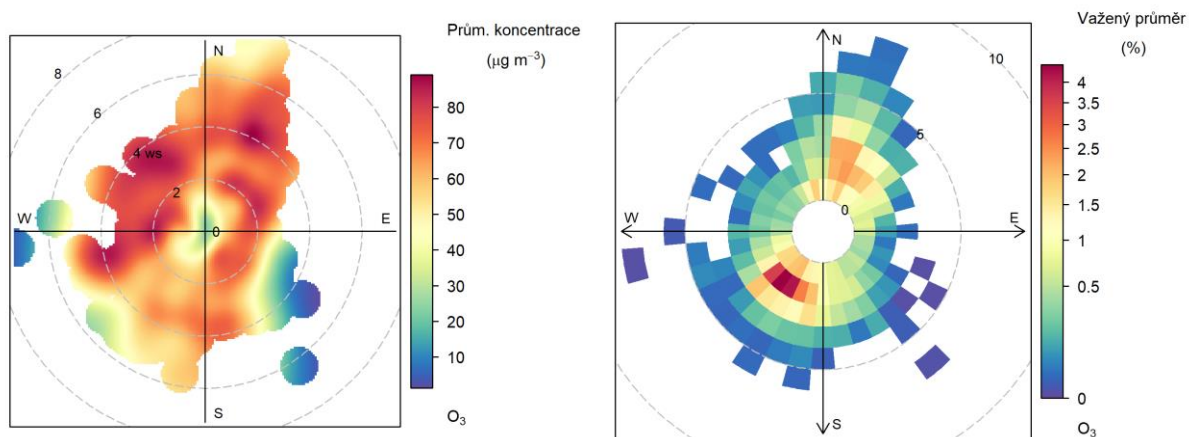 Prům. koncentrace
(µg m⁻³)
N
8
6
4 ws
2
0
W
E
S
80
70
60
50
40
30
20
10
O₃
Važený průměr
(%)
N
10
5
0
W
E
S
4
3.5
3
2.5
2
1.5
1
0.5
0
O₃